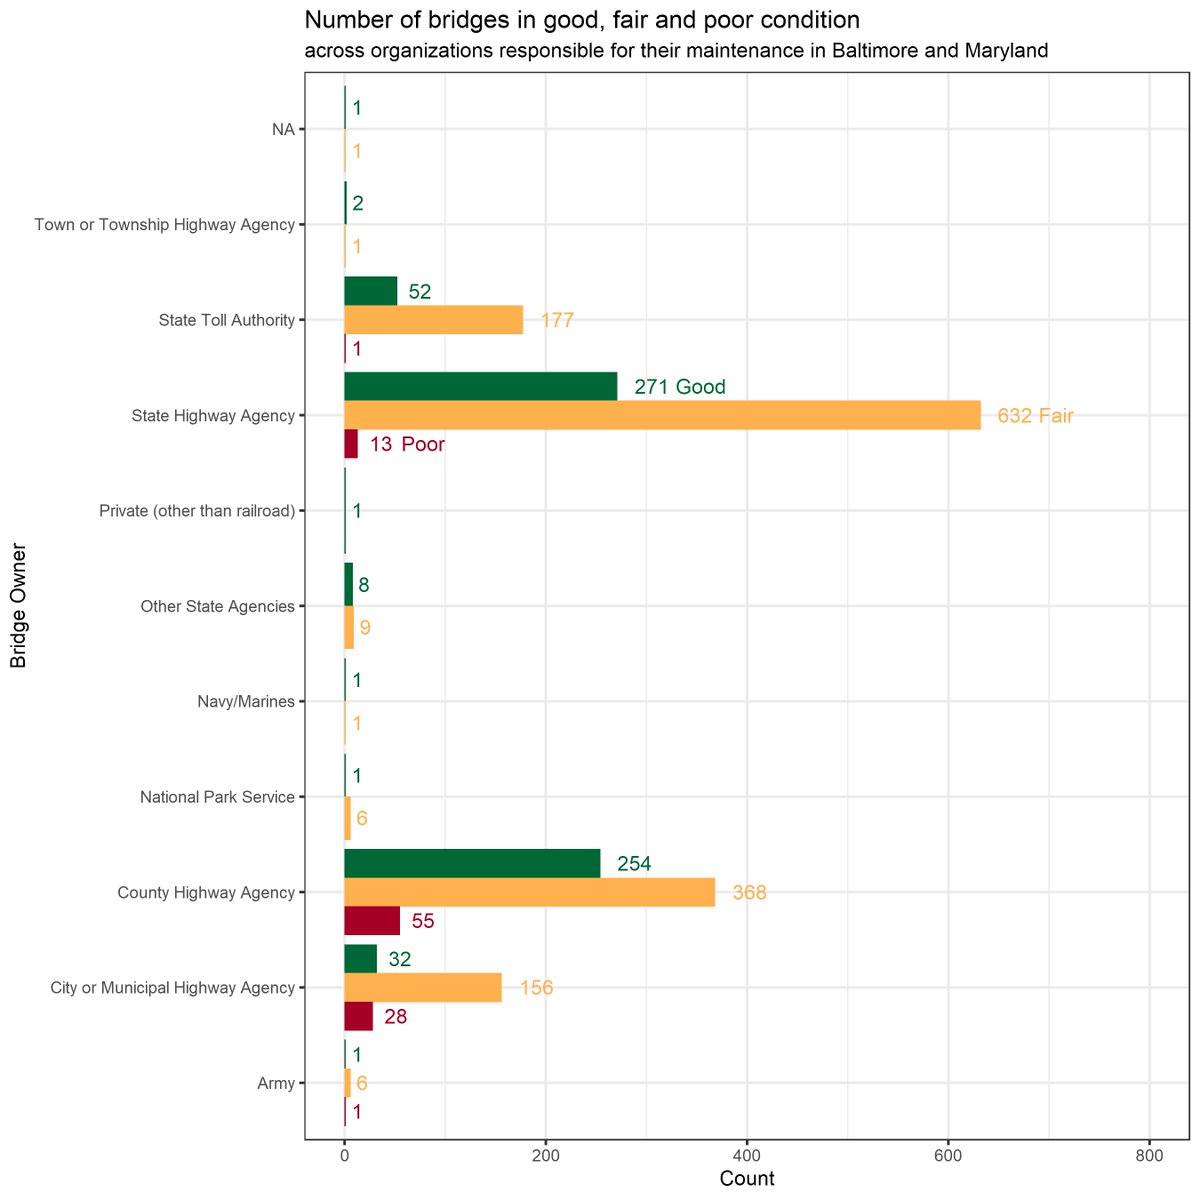 Number of bridges in good, fair and poor condition
across organizations responsible for their maintenance in Baltimore and Maryland
Bridge Owner
NA
1
1
Town or Township Highway Agency
2
1
State Toll Authority
52
177
1
State Highway Agency
271 Good
632 Fair
13 Poor
Private (other than railroad)
1
Other State Agencies
8
9
Navy/Marines
1
1
National Park Service
1
6
County Highway Agency
254
368
55
City or Municipal Highway Agency
32
156
28
Army
1
6
1
0 200 400 600 800
Count